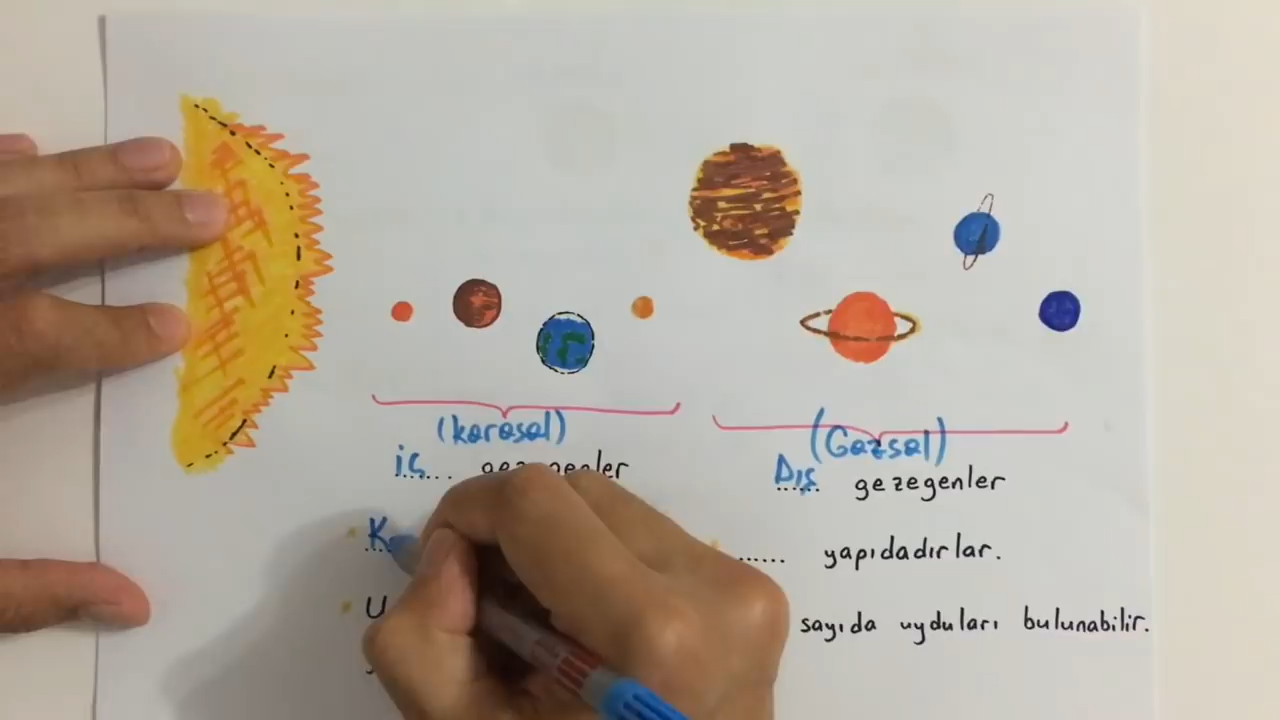 (karasal)
(Gazsal)
iç.... gezegenler
Dış gezegenler
K
...... yapıdadırlar.
U
sayıda uyduları bulunabilir.